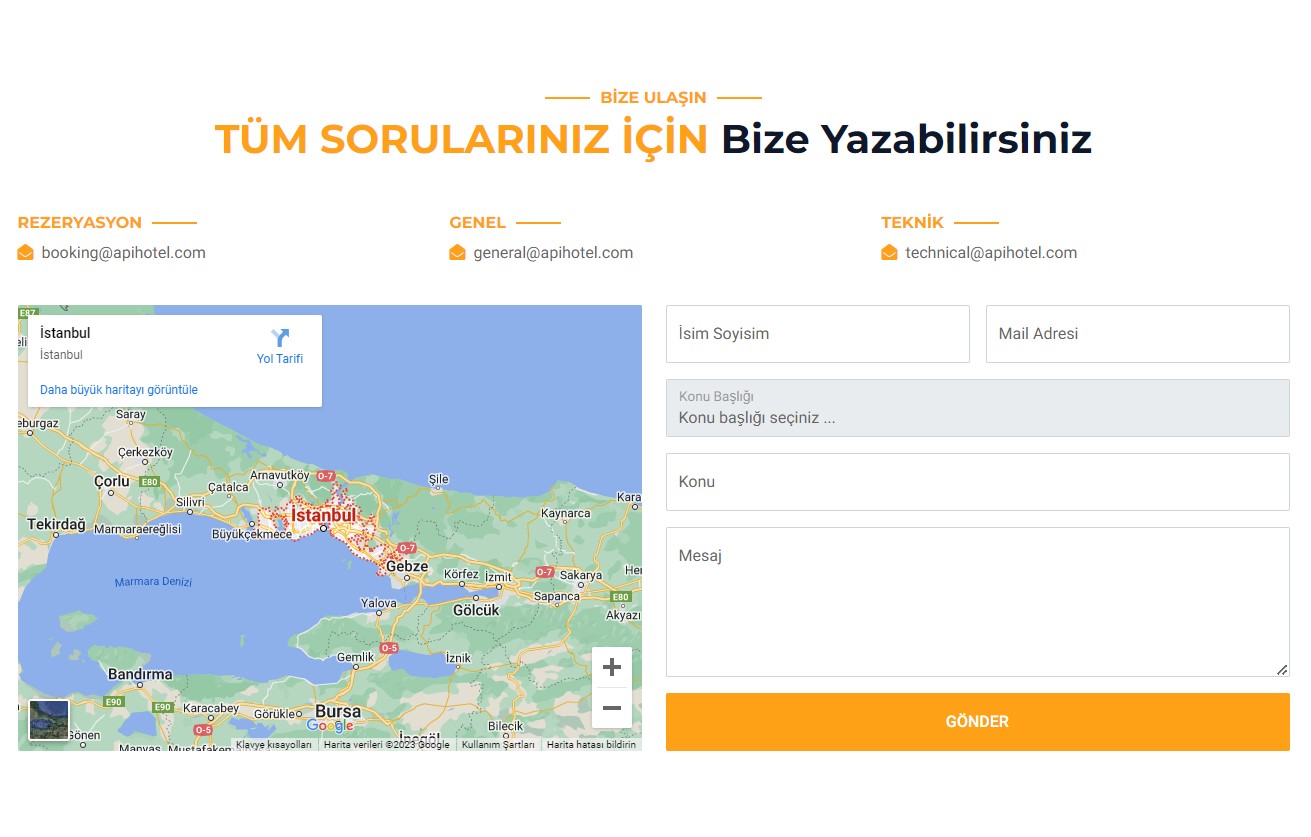 BİZE ULAŞIN
TÜM SORULARINIZ İÇİN Bize Yazabilirsiniz
REZERYASYON
booking@apihotel.com
GENEL
general@apihotel.com
TEKNİK
technical@apihotel.com
E87
İstanbul
İstanbul
Yol Tarifi
Daha büyük haritayı görüntüle
Saray
eburgaz
Çerkezköy
Çorlu
E80
Çatalca
Arnavutköy
O-7
Şile
Silivri
İstanbul
Kara
Kaynarca
Tekirdağ
Marmaraereğlisi
Büyükçekmece
O-7
Gebze
Marmara Denizi
Körfez
İzmit
O-7
Sakarya
Yalova
Gölcük
Sapanca
E80
Akyazı
O-5
Gemlik
İznik
Bandırma
E90
E90
Karacabey
Görükle
Bursa
Google
O-5
Bilecik
Gönen
Manyas
Mustafakem
İnegöl
Klavye kısayolları
Harita verileri ©2023 Google
Kullanım Şartları
Harita hatası bildirin
İsim Soyisim
Mail Adresi
Konu Başlığı
Konu başlığı seçiniz ...
Konu
Mesaj
GÖNDER